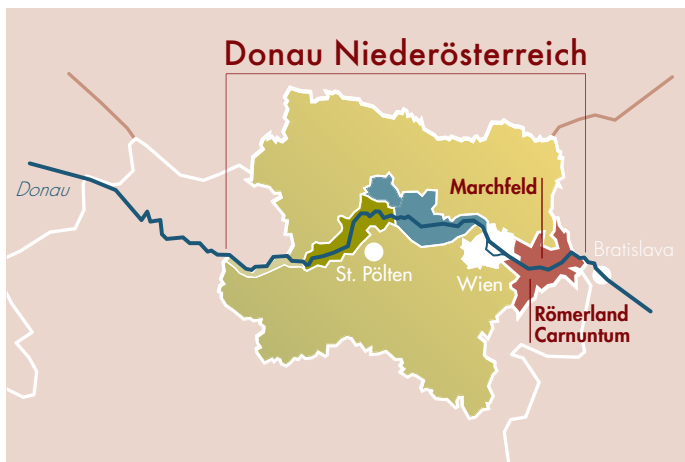 Donau Niederösterreich
Donau
Marchfeld
Bratislava
St. Pölten
Wien
Römerland
Carnuntum